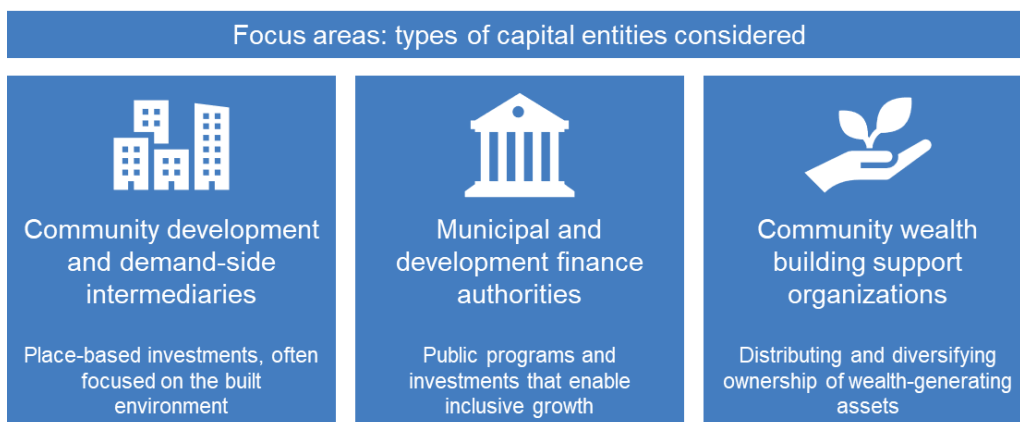 Focus areas: types of capital entities considered
Community development
and demand-side
intermediaries
Place-based investments, often
focused on the built
environment
Municipal and
development finance
authorities
Public programs and
investments that enable
inclusive growth
Community wealth
building support
organizations
Distributing and diversifying
ownership of wealth-generating
assets